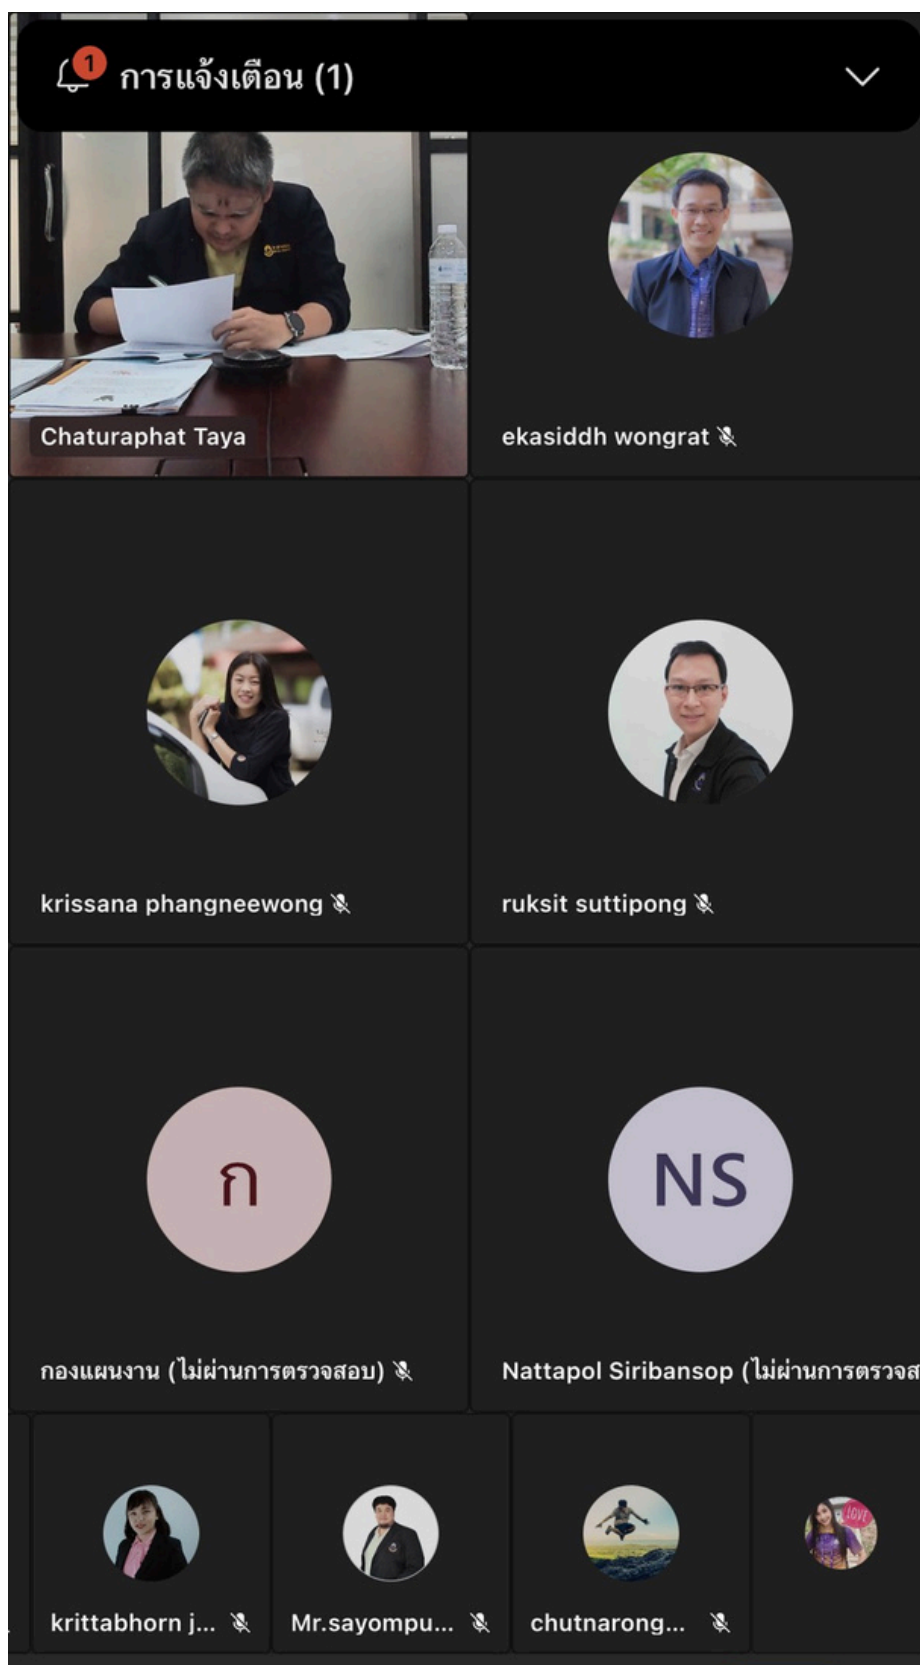 1
การแจ้งเตือน (1)
Chaturaphat Taya
ekasiddh wongrat
krissana phangneewong
ruksit suttipong
ก
NS
กองแผนงาน (ไม่ผ่านการตรวจสอบ)
Nattapol Siribansop (ไม่ผ่านการตรวจส
LOVE
krittabhorn j...
Mr.sayompu...
chutnarong...